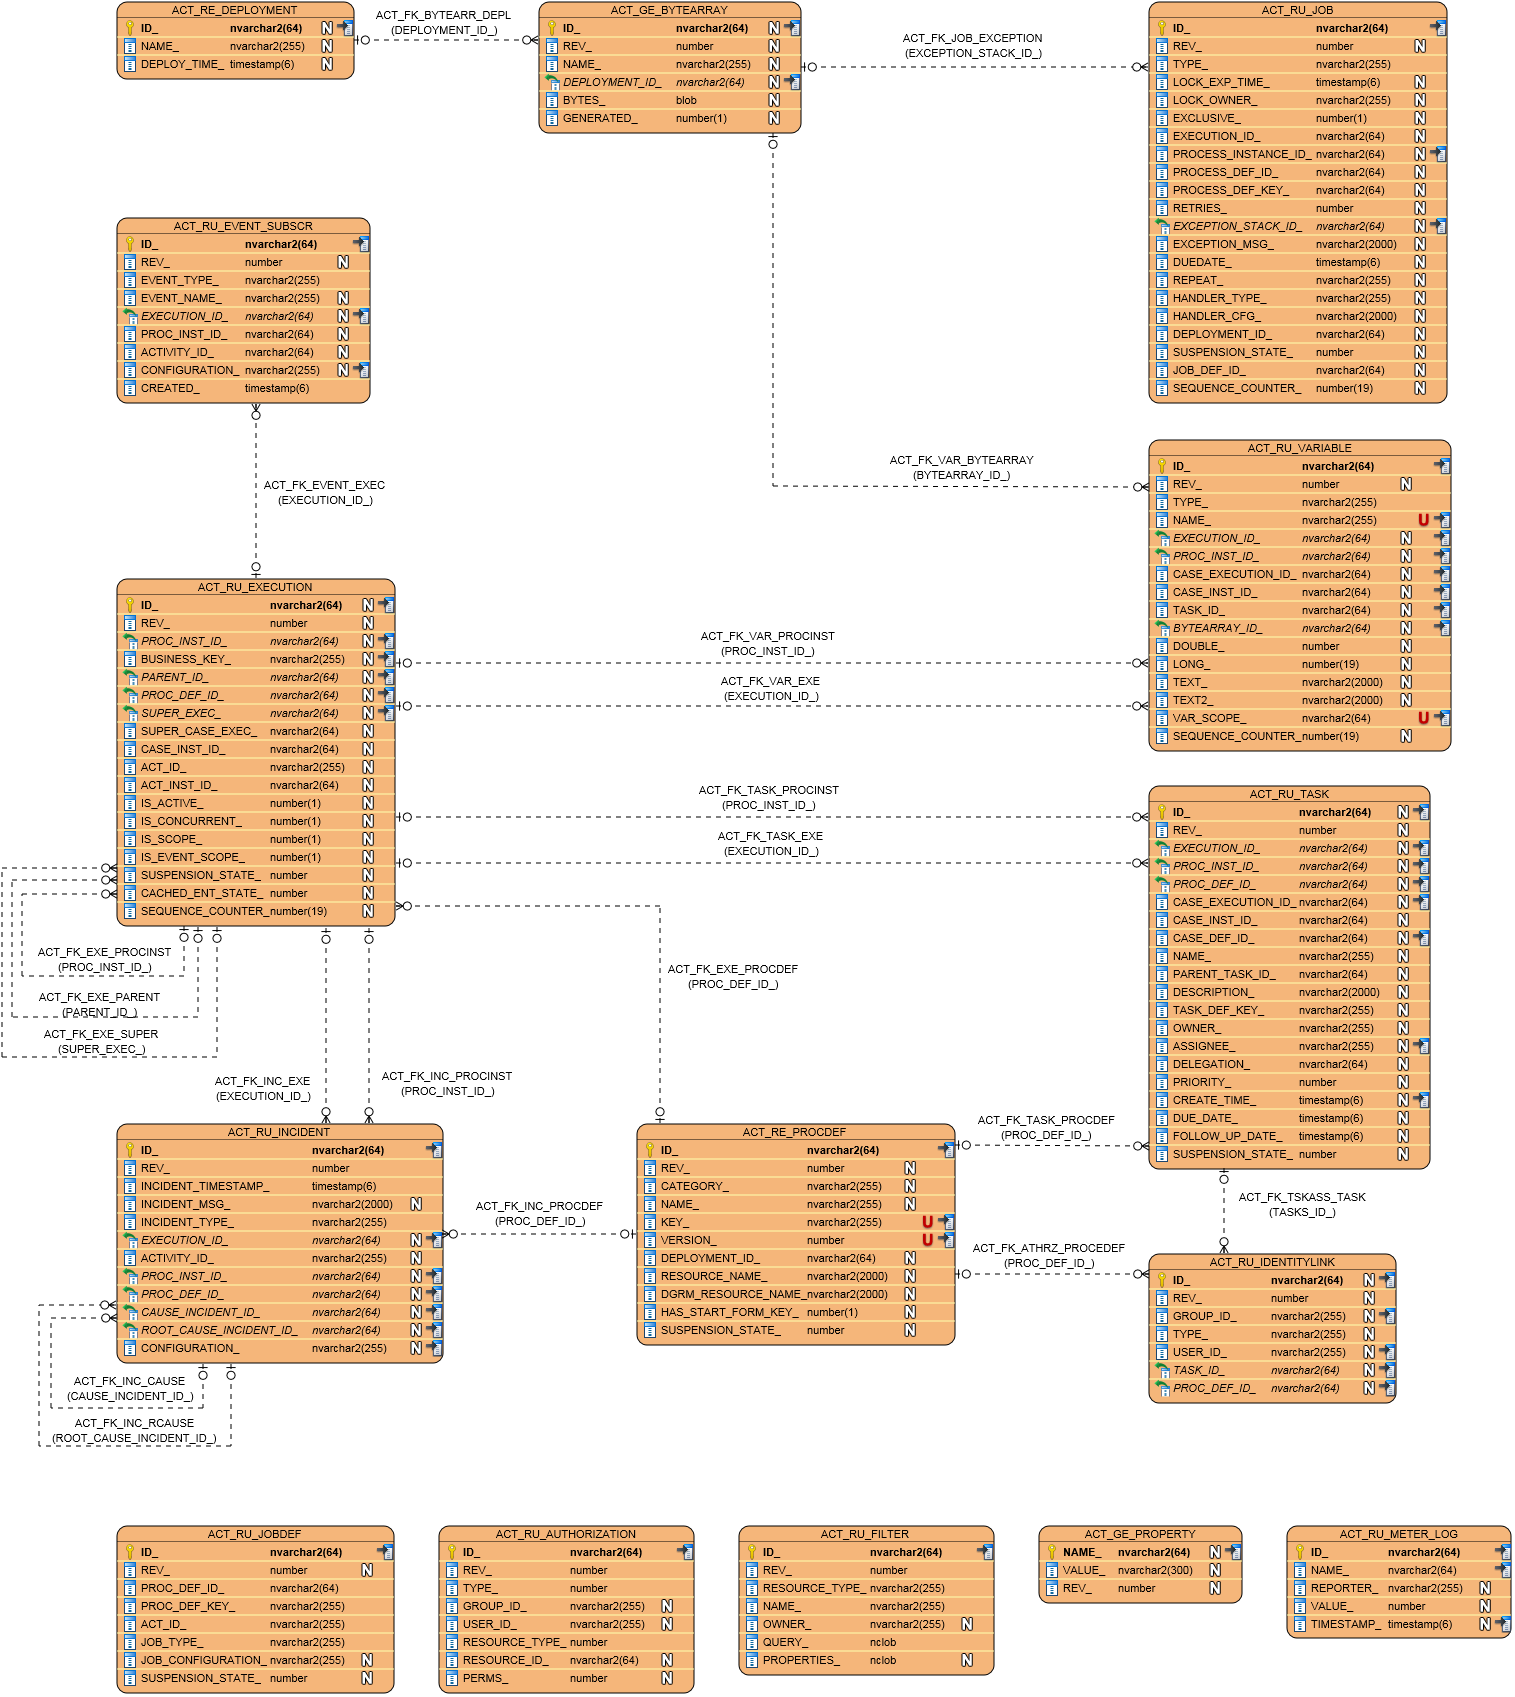 ACT_RE_DEPLOYMENT
ID_ nvarchar2(64) N
NAME_ nvarchar2(255) N
DEPLOY_TIME_ timestamp(6) N
ACT_FK_BYTEARR_DEPL
(DEPLOYMENT_ID_)
ACT_GE_BYTEARRAY
ID_ nvarchar2(64) N
REV_ number N
NAME_ nvarchar2(255) N
DEPLOYMENT_ID_ nvarchar2(64) N
BYTES_ blob N
GENERATED_ number(1) N
ACT_FK_JOB_EXCEPTION
(EXCEPTION_STACK_ID_)
ACT_RU_JOB
ID_ nvarchar2(64)
REV_ number N
TYPE_ nvarchar2(255)
LOCK_EXP_TIME_ timestamp(6) N
LOCK_OWNER_ nvarchar2(255) N
EXCLUSIVE_ number(1) N
EXECUTION_ID_ nvarchar2(64) N
PROCESS_INSTANCE_ID_ nvarchar2(64) N
PROCESS_DEF_ID_ nvarchar2(64) N
PROCESS_DEF_KEY_ nvarchar2(64) N
RETRIES_ number N
EXCEPTION_STACK_ID_ nvarchar2(64) N
EXCEPTION_MSG_ nvarchar2(2000) N
DUEDATE_ timestamp(6) N
REPEAT_ nvarchar2(255) N
HANDLER_TYPE_ nvarchar2(255) N
HANDLER_CFG_ nvarchar2(2000) N
DEPLOYMENT_ID_ nvarchar2(64) N
SUSPENSION_STATE_ number N
JOB_DEF_ID_ nvarchar2(64) N
SEQUENCE_COUNTER_ number(19) N
ACT_RU_EVENT_SUBSCR
ID_ nvarchar2(64)
REV_ number N
EVENT_TYPE_ nvarchar2(255)
EVENT_NAME_ nvarchar2(255) N
EXECUTION_ID_ nvarchar2(64) N
PROC_INST_ID_ nvarchar2(64) N
ACTIVITY_ID_ nvarchar2(64) N
CONFIGURATION_ nvarchar2(255) N
CREATED_ timestamp(6)
ACT_FK_EVENT_EXEC
(EXECUTION_ID_)
ACT_FK_VAR_BYTEARRAY
(BYTEARRAY_ID_)
ACT_RU_VARIABLE
ID_ nvarchar2(64)
REV_ number N
TYPE_ nvarchar2(255)
NAME_ nvarchar2(255) U
EXECUTION_ID_ nvarchar2(64) N
PROC_INST_ID_ nvarchar2(64) N
CASE_EXECUTION_ID_ nvarchar2(64) N
CASE_INST_ID_ nvarchar2(64) N
TASK_ID_ nvarchar2(64) N
BYTEARRAY_ID_ nvarchar2(64) N
DOUBLE_ number N
LONG_ number(19) N
TEXT_ nvarchar2(2000) N
TEXT2_ nvarchar2(2000) N
VAR_SCOPE_ nvarchar2(64) U
SEQUENCE_COUNTER_ number(19) N
ACT_RU_EXECUTION
ID_ nvarchar2(64) N
REV_ number N
PROC_INST_ID_ nvarchar2(64) N
BUSINESS_KEY_ nvarchar2(255) N
PARENT_ID_ nvarchar2(64) N
PROC_DEF_ID_ nvarchar2(64) N
SUPER_EXEC_ nvarchar2(64) N
SUPER_CASE_EXEC_ nvarchar2(64) N
CASE_INST_ID_ nvarchar2(64) N
ACT_ID_ nvarchar2(255) N
ACT_INST_ID_ nvarchar2(64) N
IS_ACTIVE_ number(1) N
IS_CONCURRENT_ number(1) N
IS_SCOPE_ number(1) N
IS_EVENT_SCOPE_ number(1) N
SUSPENSION_STATE_ number N
CACHED_ENT_STATE_ number N
SEQUENCE_COUNTER_ number(19) N
ACT_FK_VAR_PROCINST
(PROC_INST_ID_)
ACT_FK_VAR_EXE
(EXECUTION_ID_)
ACT_FK_TASK_PROCINST
(PROC_INST_ID_)
ACT_FK_TASK_EXE
(EXECUTION_ID_)
ACT_RU_TASK
ID_ nvarchar2(64) N
REV_ number N
EXECUTION_ID_ nvarchar2(64) N
PROC_INST_ID_ nvarchar2(64) N
PROC_DEF_ID_ nvarchar2(64) N
CASE_EXECUTION_ID_ nvarchar2(64) N
CASE_INST_ID_ nvarchar2(64) N
CASE_DEF_ID_ nvarchar2(64) N
NAME_ nvarchar2(255) N
PARENT_TASK_ID_ nvarchar2(64) N
DESCRIPTION_ nvarchar2(2000) N
TASK_DEF_KEY_ nvarchar2(255) N
OWNER_ nvarchar2(255) N
ASSIGNEE_ nvarchar2(255) N
DELEGATION_ nvarchar2(64) N
PRIORITY_ number N
CREATE_TIME_ timestamp(6) N
DUE_DATE_ timestamp(6) N
FOLLOW_UP_DATE_ timestamp(6) N
SUSPENSION_STATE_ number N
ACT_FK_EXE_PROCINST
(PROC_INST_ID_)
ACT_FK_EXE_PARENT
(PARENT_ID_)
ACT_FK_EXE_SUPER
(SUPER_EXEC_)
ACT_FK_EXE_PROCDEF
(PROC_DEF_ID_)
ACT_FK_INC_EXE
(EXECUTION_ID_)
ACT_FK_INC_PROCINST
(PROC_INST_ID_)
ACT_RU_INCIDENT
ID_ nvarchar2(64)
REV_ number
INCIDENT_TIMESTAMP_ timestamp(6)
INCIDENT_MSG_ nvarchar2(2000) N
INCIDENT_TYPE_ nvarchar2(255)
EXECUTION_ID_ nvarchar2(64) N
ACTIVITY_ID_ nvarchar2(255) N
PROC_INST_ID_ nvarchar2(64) N
PROC_DEF_ID_ nvarchar2(64) N
CAUSE_INCIDENT_ID_ nvarchar2(64) N
ROOT_CAUSE_INCIDENT_ID_ nvarchar2(64) N
CONFIGURATION_ nvarchar2(255) N
ACT_FK_INC_PROCDEF
(PROC_DEF_ID_)
ACT_RE_PROCDEF
ID_ nvarchar2(64)
REV_ number N
CATEGORY_ nvarchar2(255) N
NAME_ nvarchar2(255) N
KEY_ nvarchar2(255) U
VERSION_ number U
DEPLOYMENT_ID_ nvarchar2(64) N
RESOURCE_NAME_ nvarchar2(2000) N
DGRM_RESOURCE_NAME_ nvarchar2(2000) N
HAS_START_FORM_KEY_ number(1) N
SUSPENSION_STATE_ number N
ACT_FK_TASK_PROCDEF
(PROC_DEF_ID_)
ACT_FK_TSKASS_TASK
(TASKS_ID_)
ACT_FK_ATHRZ_PROCEDEF
(PROC_DEF_ID_)
ACT_RU_IDENTITYLINK
ID_ nvarchar2(64) N
REV_ number N
GROUP_ID_ nvarchar2(255) N
TYPE_ nvarchar2(255) N
USER_ID_ nvarchar2(255) N
TASK_ID_ nvarchar2(64) N
PROC_DEF_ID_ nvarchar2(64) N
ACT_FK_INC_CAUSE
(CAUSE_INCIDENT_ID_)
ACT_FK_INC_RCAUSE
(ROOT_CAUSE_INCIDENT_ID_)
ACT_RU_JOBDEF
ID_ nvarchar2(64)
REV_ number N
PROC_DEF_ID_ nvarchar2(64)
PROC_DEF_KEY_ nvarchar2(255)
ACT_ID_ nvarchar2(255)
JOB_TYPE_ nvarchar2(255)
JOB_CONFIGURATION_ nvarchar2(255) N
SUSPENSION_STATE_ number N
ACT_RU_AUTHORIZATION
ID_ nvarchar2(64)
REV_ number
TYPE_ number
GROUP_ID_ nvarchar2(255) N
USER_ID_ nvarchar2(255) N
RESOURCE_TYPE_ number
RESOURCE_ID_ nvarchar2(64) N
PERMS_ number N
ACT_RU_FILTER
ID_ nvarchar2(64)
REV_ number
RESOURCE_TYPE_ nvarchar2(255)
NAME_ nvarchar2(255)
OWNER_ nvarchar2(255) N
QUERY_ nclob
PROPERTIES_ nclob N
ACT_GE_PROPERTY
NAME_ nvarchar2(64) N
VALUE_ nvarchar2(300) N
REV_ number N
ACT_RU_METER_LOG
ID_ nvarchar2(64)
NAME_ nvarchar2(64)
REPORTER_ nvarchar2(255) N
VALUE_ number N
TIMESTAMP_ timestamp(6) N